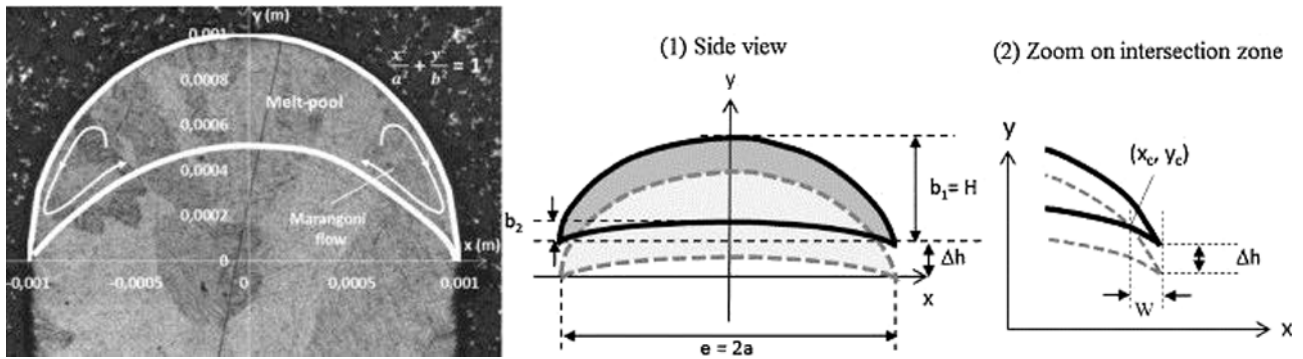 y (m)
0,001
x²/a² + y²/b² = 1
0,0008
Melt-pool
0,0006
0,0004
0,0002
Marangoni
flow
x (m)
0
-0,001
-0,0005
0
0,0005
0,001
(1) Side view
y
b₁= H
b₂
Δh
x
e = 2a
(2) Zoom on intersection zone
y
(x_c, y_c)
Δh
W
x